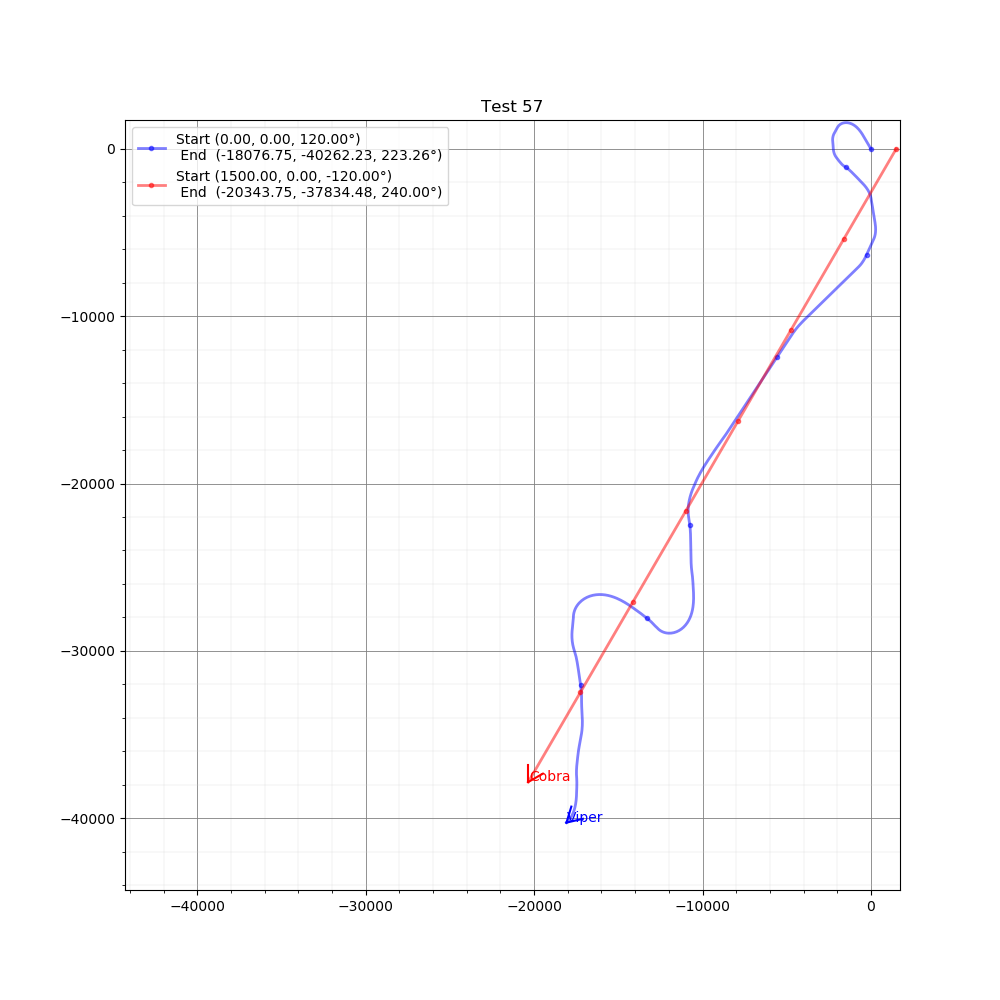 Test 57
Start (0.00, 0.00, 120.00°)
End (-18076.75, -40262.23, 223.26°)
Start (1500.00, 0.00, -120.00°)
End (-20343.75, -37834.48, 240.00°)
0
−10000
−20000
−30000
−40000
Cobra
Viper
−40000 −30000 −20000 −10000 0